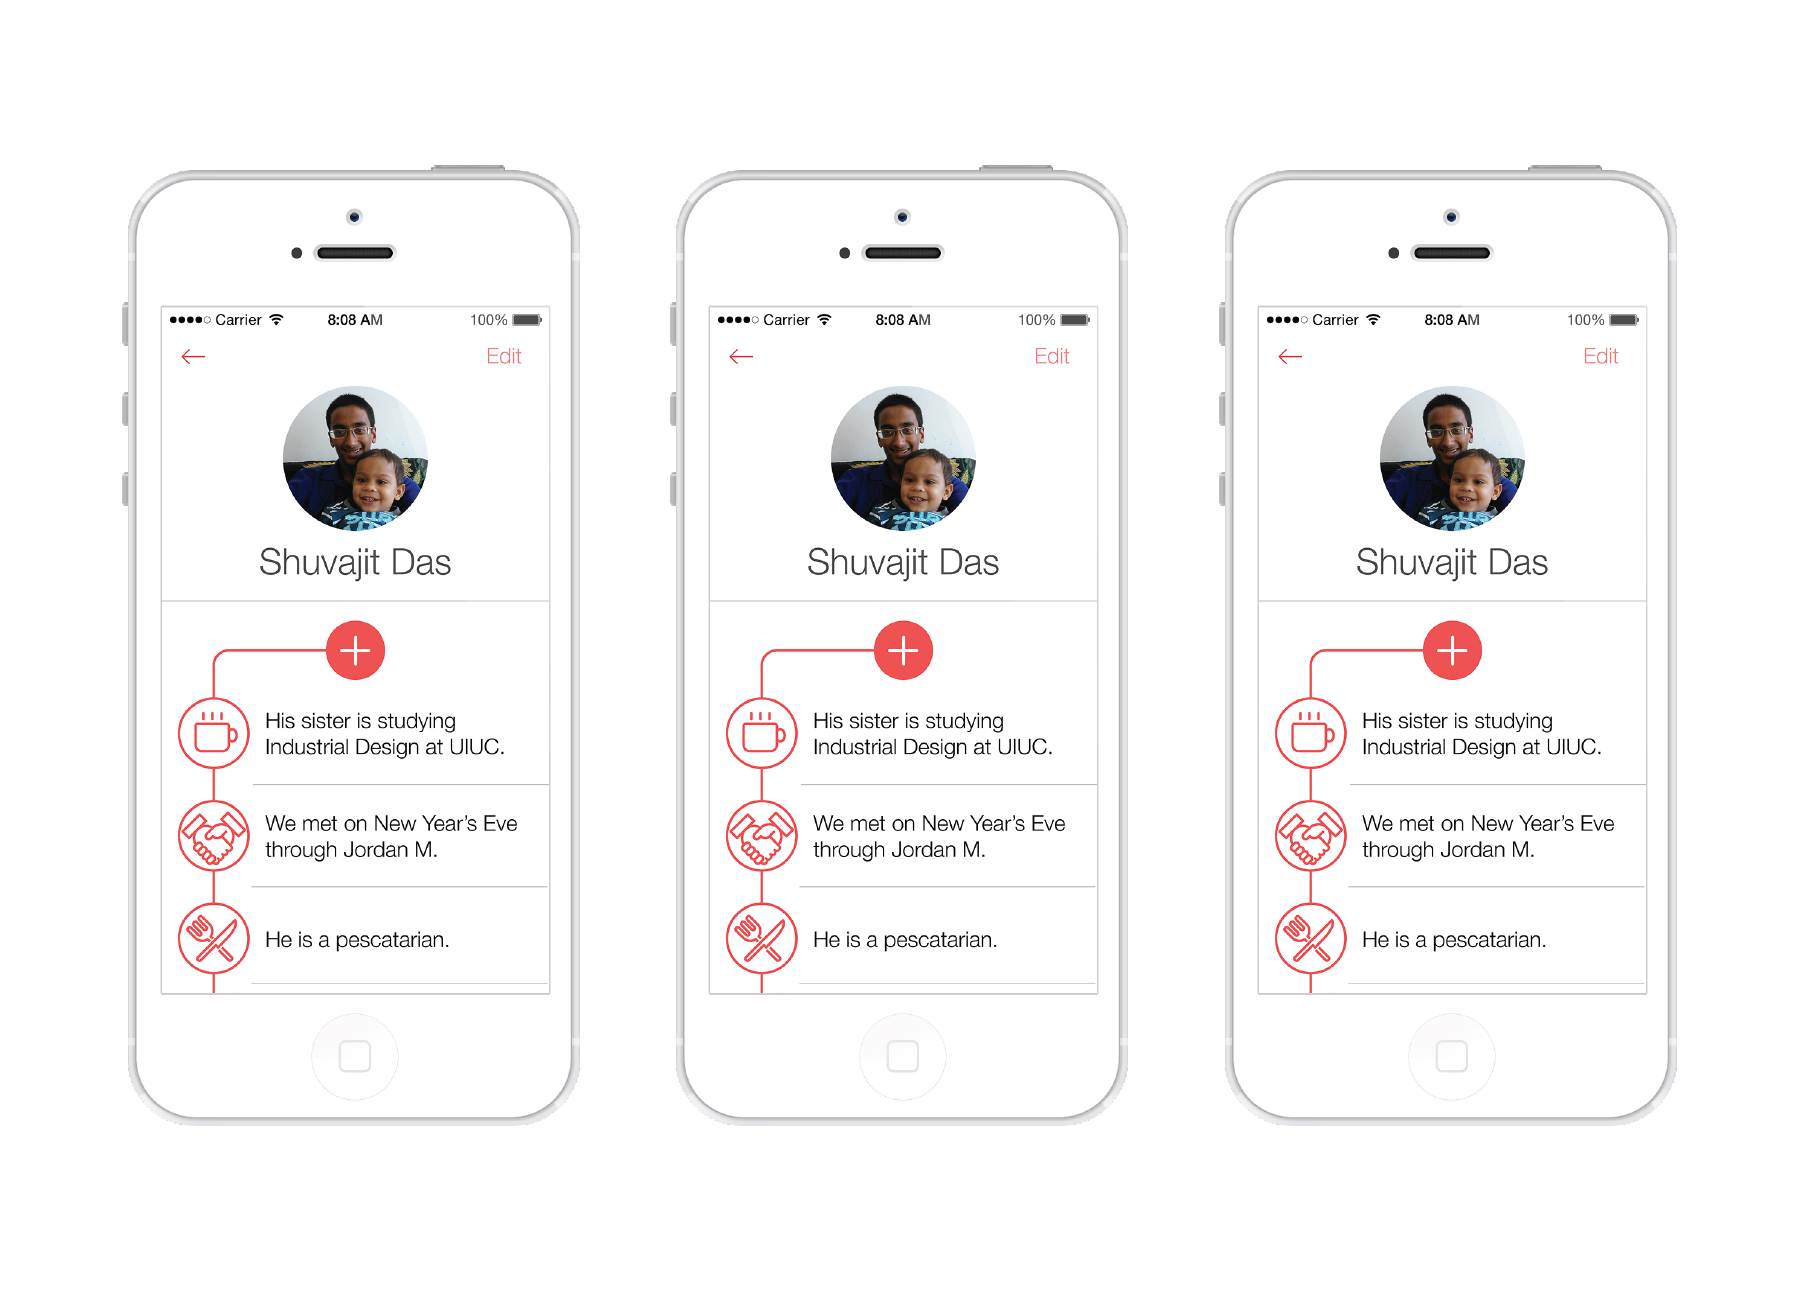 Carrier 8:08 AM 100%
Edit
Shuvajit Das
His sister is studying
Industrial Design at UIUC.
We met on New Year's Eve
through Jordan M.
He is a pescatarian.
Carrier 8:08 AM 100%
Edit
Shuvajit Das
His sister is studying
Industrial Design at UIUC.
We met on New Year's Eve
through Jordan M.
He is a pescatarian.
Carrier 8:08 AM 100%
Edit
Shuvajit Das
His sister is studying
Industrial Design at UIUC.
We met on New Year's Eve
through Jordan M.
He is a pescatarian.